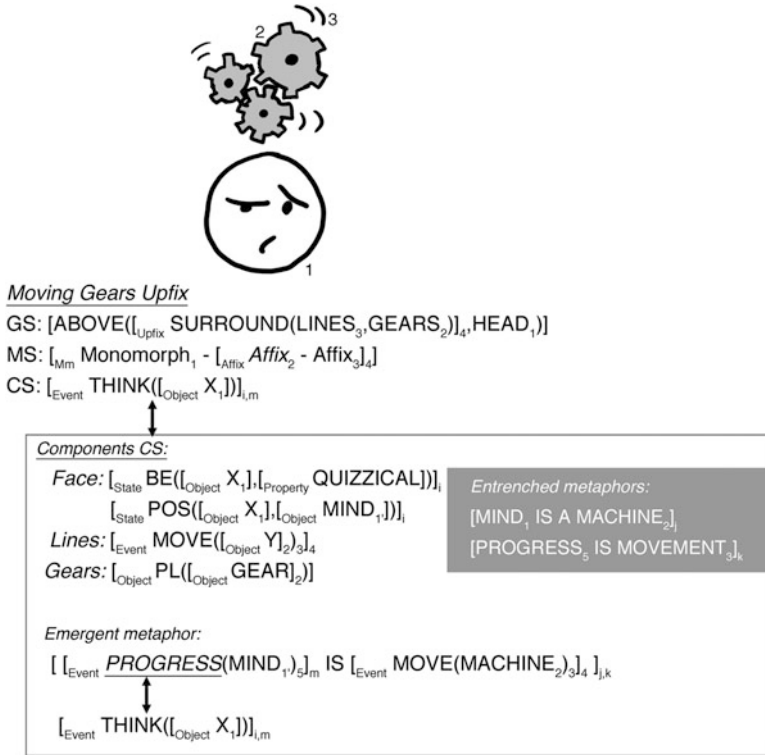 3
2
1
Moving Gears Upfix
GS: [ABOVE([Upfix SURROUND(LINES3,GEARS2)]4,HEAD1)]
MS: [Mm Monomorph1 - [Affix Affix2 - Affix3]4]
CS: [Event THINK([Object X1])]i,m
Components CS:
Face: [State BE([Object X1],[Property QUIZZICAL])]i
[State POS([Object X1],[Object MIND1'])]i
Lines: [Event MOVE([Object Y]2)3]4
Gears: [Object PL([Object GEAR]2)]
Entrenched metaphors:
[MIND1 IS A MACHINE2]j
[PROGRESS5 IS MOVEMENT3]k
Emergent metaphor:
[ [Event PROGRESS(MIND1')5]m IS [Event MOVE(MACHINE2)3]4 ]j,k
[Event THINK([Object X1])]i,m